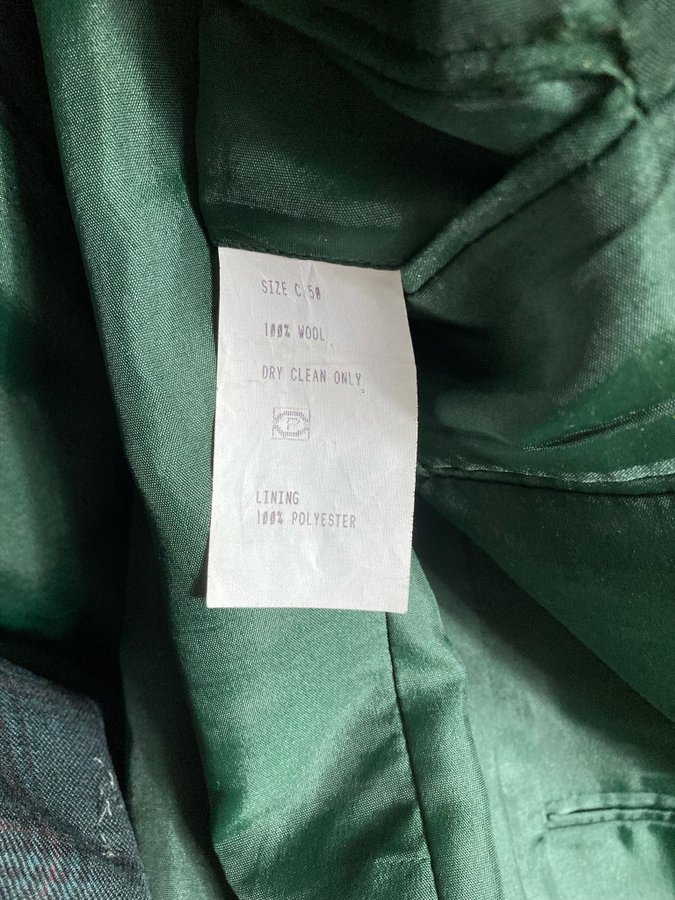 SIZE C 50
100% WOOL
DRY CLEAN ONLY
P
LINING
100% POLYESTER